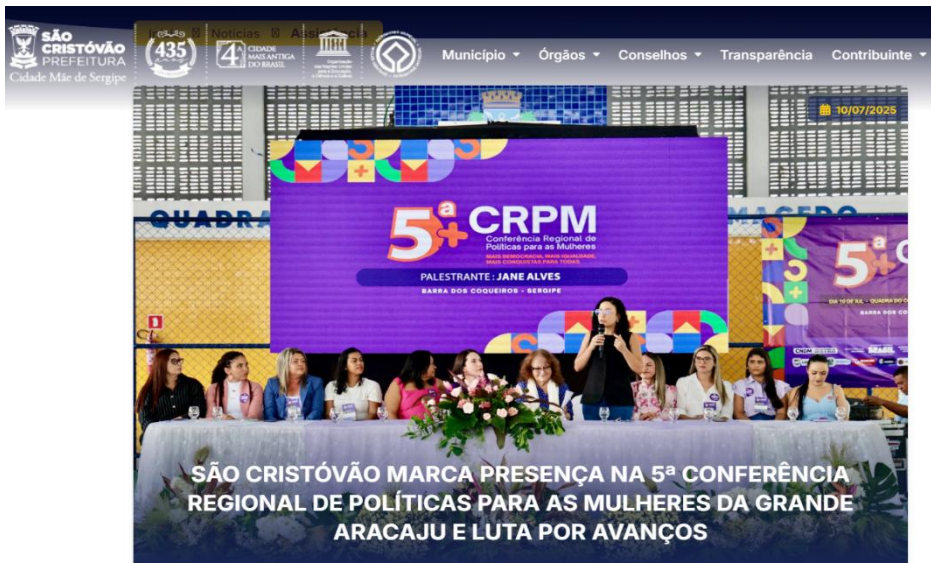 Notícias
Assistência
SÃO
CRISTÓVÃO
PREFEITURA
Cidade Mãe de Sergipe
435
4ª CIDADE
MAIS ANTIGA
DO BRASIL
Município
Órgãos
Conselhos
Transparência
Contribuinte
10/07/2025
QUADRA
MACEDO
5ª+ CRPM
Conferência Regional de
Políticas para as Mulheres
MAIS DEMOCRACIA, MAIS IGUALDADE,
MAIS CONQUISTAS PARA TODAS
PALESTRANTE: JANE ALVES
BARRA DOS COQUEIROS - SERGIPE
5ª+ C
BARRA DOS CO
BRASIL
SÃO CRISTÓVÃO MARCA PRESENÇA NA 5ª CONFERÊNCIA
REGIONAL DE POLÍTICAS PARA AS MULHERES DA GRANDE
ARACAJU E LUTA POR AVANÇOS